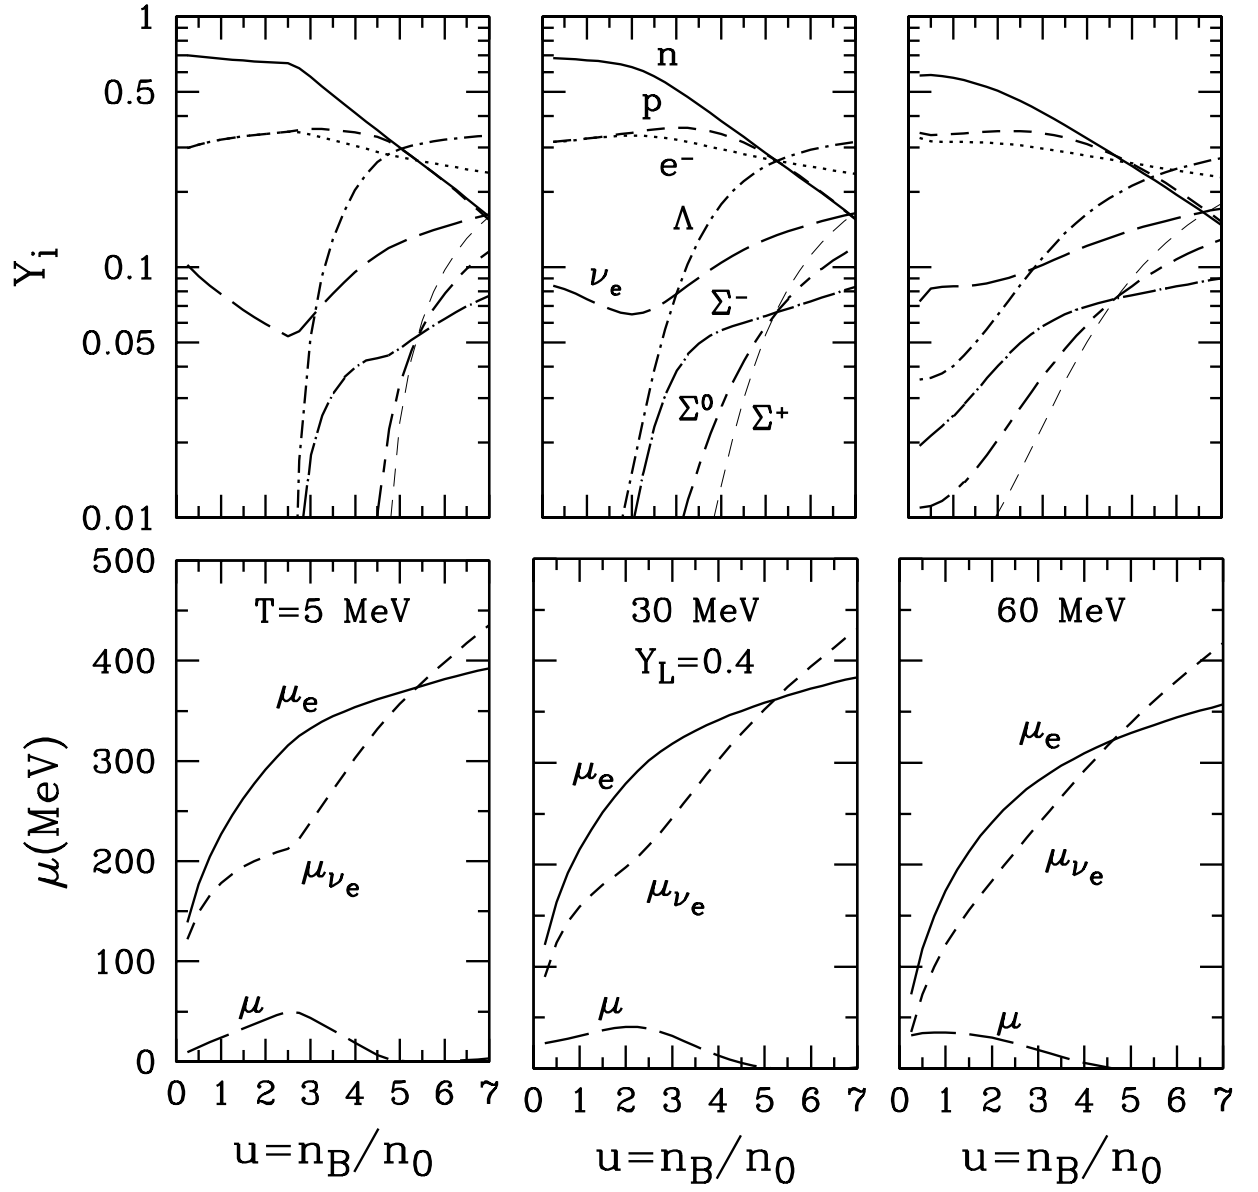 1
0.5
0.1
0.05
0.01
Y_i
n
p
e⁻
Λ
ν_e
Σ⁻
Σ⁰
Σ⁺
500
400
300
200
100
0
μ(MeV)
T=5 MeV
μ_e
μ_ν_e
μ
30 MeV
Y_L=0.4
μ_e
μ_ν_e
μ
60 MeV
μ_e
μ_ν_e
μ
0 1 2 3 4 5 6 7
0 1 2 3 4 5 6 7
0 1 2 3 4 5 6 7
u=n_B/n_0
u=n_B/n_0
u=n_B/n_0